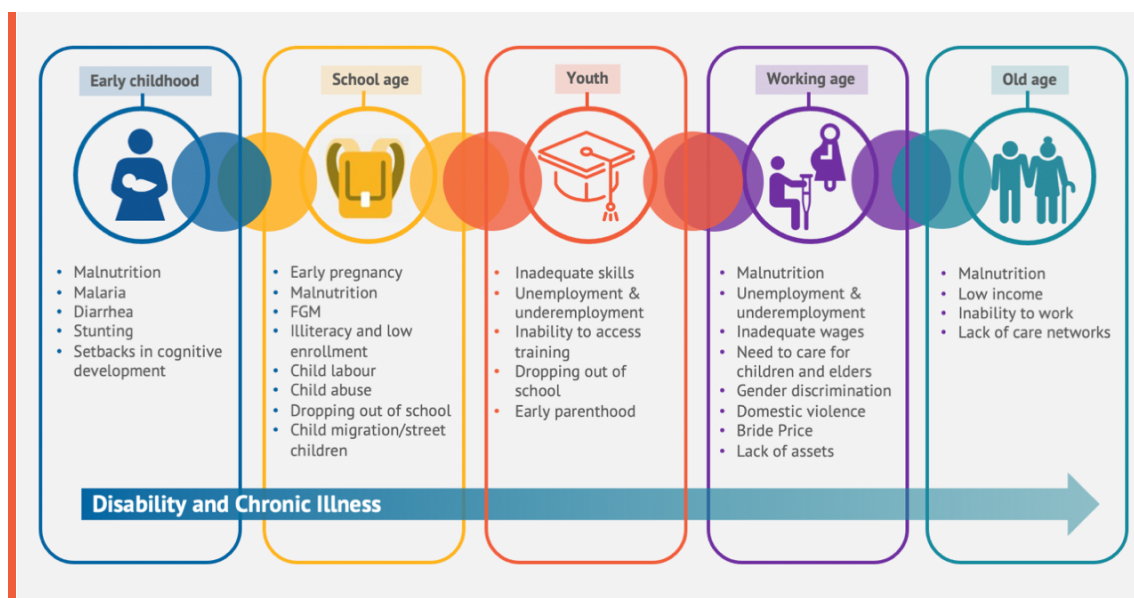 Early childhood
• Malnutrition
• Malaria
• Diarrhea
• Stunting
• Setbacks in cognitive
development
School age
• Early pregnancy
• Malnutrition
• FGM
• Illiteracy and low
enrollment
• Child labour
• Child abuse
• Dropping out of school
• Child migration/street
children
Youth
• Inadequate skills
• Unemployment &
underemployment
• Inability to access
training
• Dropping out of
school
• Early parenthood
Working age
• Malnutrition
• Unemployment &
underemployment
• Inadequate wages
• Need to care for
children and elders
• Gender discrimination
• Domestic violence
• Bride Price
• Lack of assets
Old age
• Malnutrition
• Low income
• Inability to work
• Lack of care networks
Disability and Chronic Illness